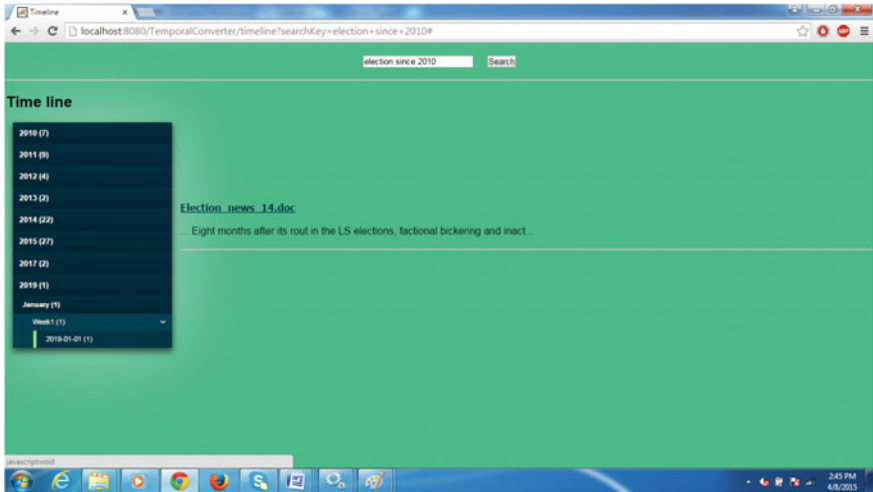 Timeline
localhost:8080/TemporalConverter/timeline?searchKey=election+since+2010#
election since 2010 Search
Time line
2010 (7)
2011 (9)
2012 (4)
2013 (2)
2014 (22)
2015 (27)
2017 (2)
2019 (1)
January (1)
Week1 (1)
2019-01-01 (1)
Election_news_14.doc
... Eight months after its rout in the LS elections, factional bickering and inact...
javascript:void
2:45 PM
4/8/2015